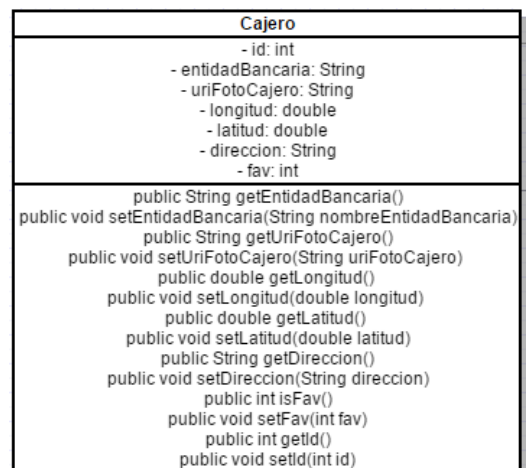 Cajero
- id: int
- entidadBancaria: String
- uriFotoCajero: String
- longitud: double
- latitud: double
- direccion: String
- fav: int
public String getEntidadBancaria()
public void setEntidadBancaria(String nombreEntidadBancaria)
public String getUriFotoCajero()
public void setUriFotoCajero(String uriFotoCajero)
public double getLongitud()
public void setLongitud(double longitud)
public double getLatitud()
public void setLatitud(double latitud)
public String getDireccion()
public void setDireccion(String direccion)
public int isFav()
public void setFav(int fav)
public int getId()
public void setId(int id)